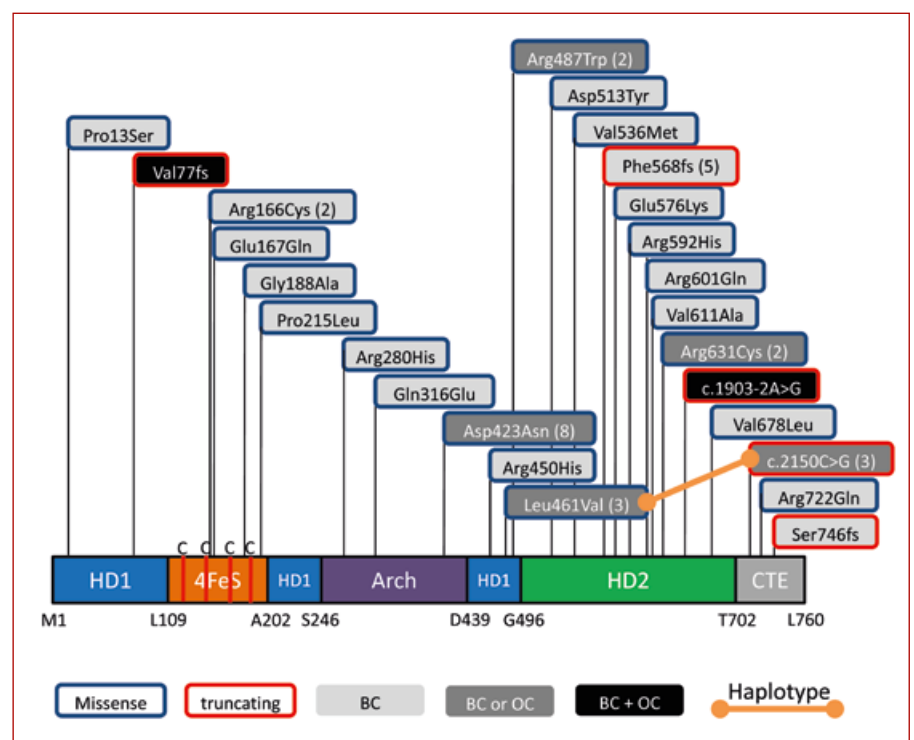 Arg487Trp (2)
Asp513Tyr
Pro13Ser
Val536Met
Val77fs
Phe568fs (5)
Arg166Cys (2)
Glu576Lys
Glu167Gln
Arg592His
Gly188Ala
Arg601Gln
Pro215Leu
Val611Ala
Arg280His
Arg631Cys (2)
Gln316Glu
c.1903-2A>G
Asp423Asn (8)
Val678Leu
Arg450His
c.2150C>G (3)
Leu461Val (3)
Arg722Gln
Ser746fs
C C C C
HD1 4FeS HD1 Arch HD1 HD2 CTE
M1 L109 A202 S246 D439 G496 T702 L760
Missense truncating BC BC or OC BC + OC Haplotype